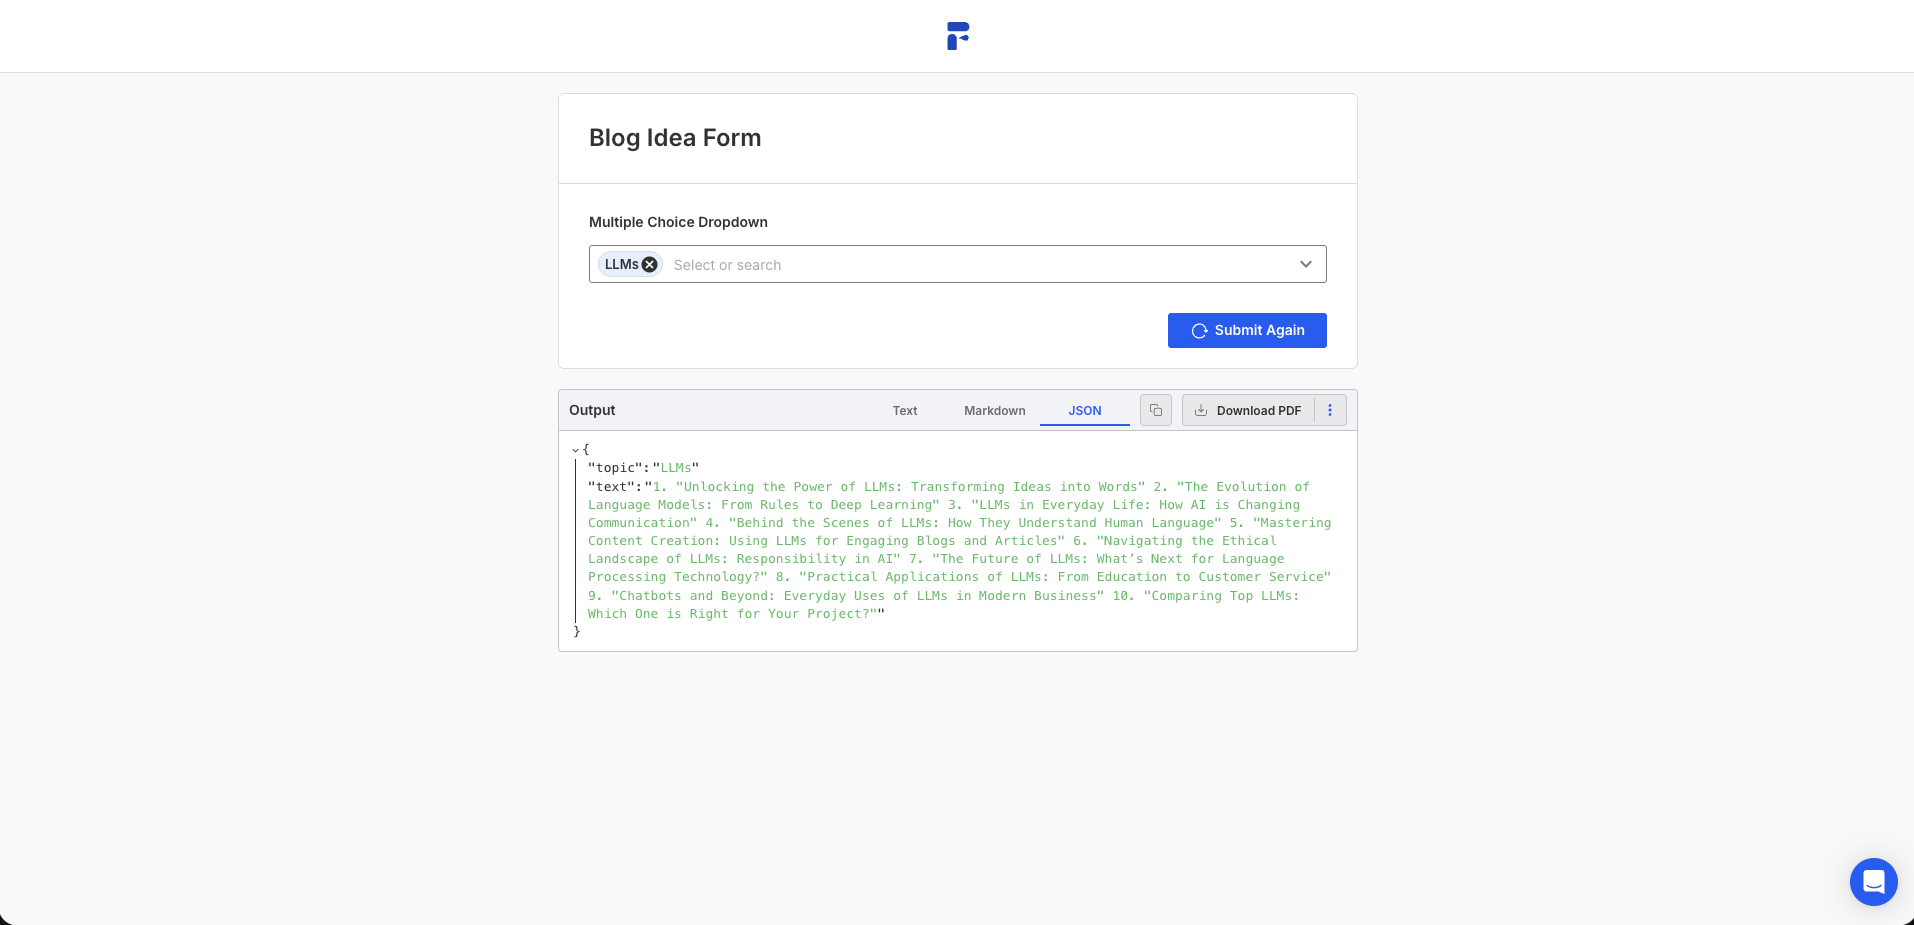 Blog Idea Form
Multiple Choice Dropdown
LLMs Select or search
Submit Again
Output Text Markdown JSON Download PDF
{
"topic":"LLMs"
"text":"1. "Unlocking the Power of LLMs: Transforming Ideas into Words" 2. "The Evolution of
Language Models: From Rules to Deep Learning" 3. "LLMs in Everyday Life: How AI is Changing
Communication" 4. "Behind the Scenes of LLMs: How They Understand Human Language" 5. "Mastering
Content Creation: Using LLMs for Engaging Blogs and Articles" 6. "Navigating the Ethical
Landscape of LLMs: Responsibility in AI" 7. "The Future of LLMs: What’s Next for Language
Processing Technology?" 8. "Practical Applications of LLMs: From Education to Customer Service"
9. "Chatbots and Beyond: Everyday Uses of LLMs in Modern Business" 10. "Comparing Top LLMs:
Which One is Right for Your Project?""
}